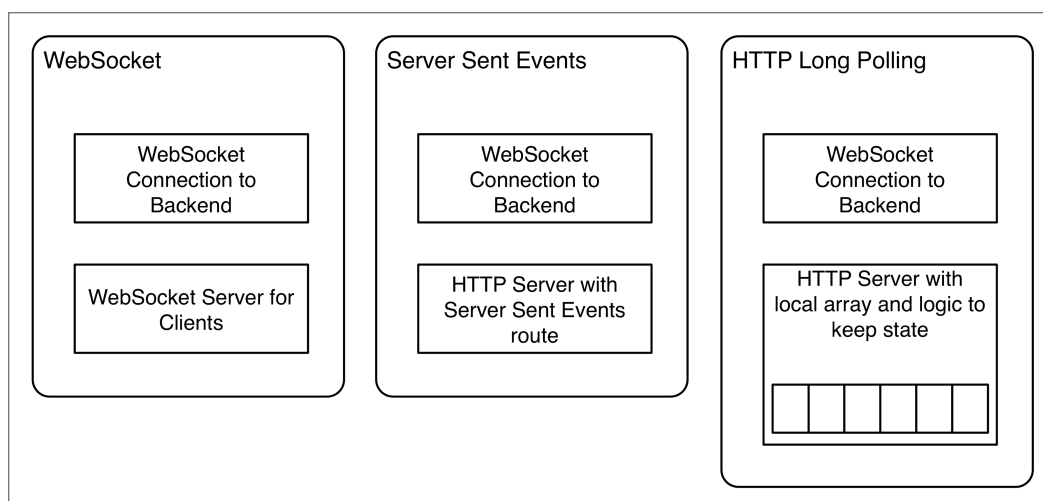 WebSocket
WebSocket
Connection to
Backend
WebSocket Server for
Clients
Server Sent Events
WebSocket
Connection to
Backend
HTTP Server with
Server Sent Events
route
HTTP Long Polling
WebSocket
Connection to
Backend
HTTP Server with
local array and logic to
keep state